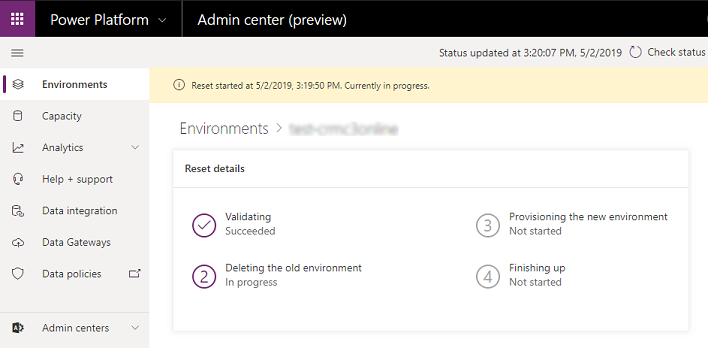 Power Platform
Admin center (preview)
Status updated at 3:20:07 PM, 5/2/2019
Check status
Environments
Capacity
Analytics
Help + support
Data integration
Data Gateways
Data policies
Admin centers
Reset started at 5/2/2019, 3:19:50 PM. Currently in progress.
Environments >
Reset details
Validating
Succeeded
2
Deleting the old environment
In progress
3
Provisioning the new environment
Not started
4
Finishing up
Not started